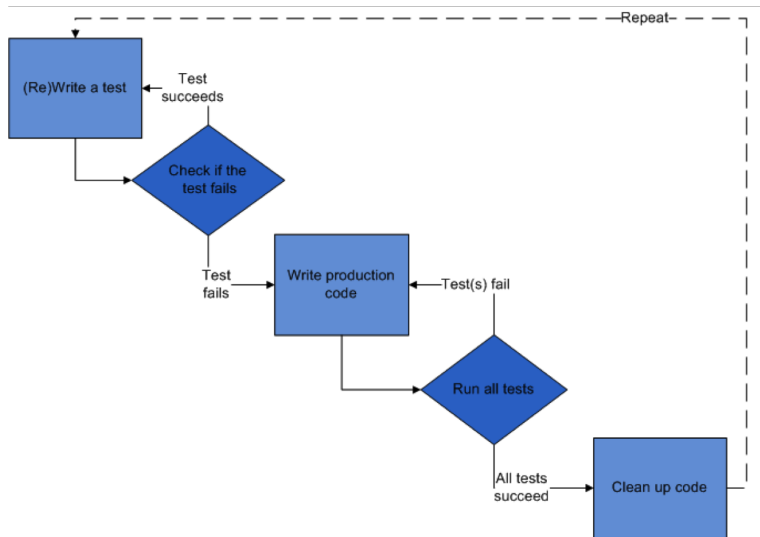 Repeat
(Re)Write a test
Test
succeeds
Check if the
test fails
Test
fails
Write production
code
Test(s) fail
Run all tests
All tests
succeed
Clean up code